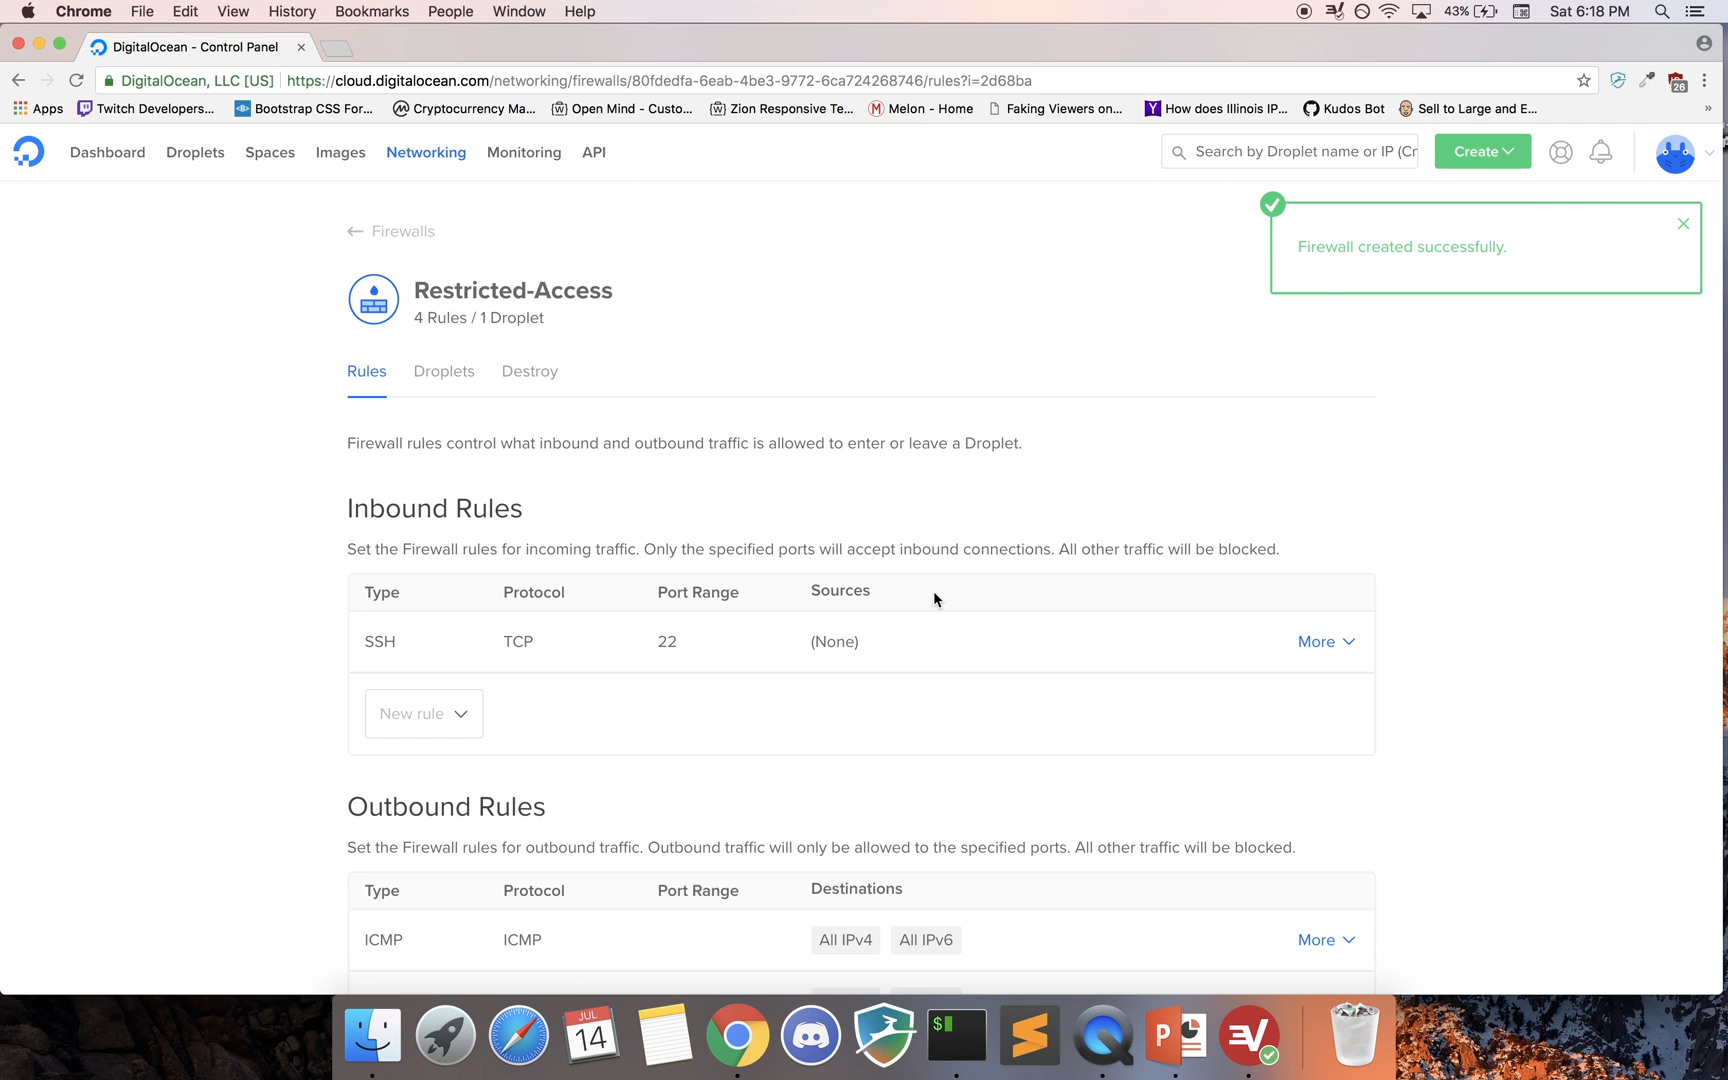 Chrome File Edit View History Bookmarks People Window Help 43% Sat 6:18 PM
DigitalOcean - Control Panel
DigitalOcean, LLC [US] https://cloud.digitalocean.com/networking/firewalls/80fdedfa-6eab-4be3-9772-6ca724268746/rules?i=2d68ba 26
Apps Twitch Developers... Bootstrap CSS For... Cryptocurrency Ma... Open Mind - Custo... Zion Responsive Te... Melon - Home Faking Viewers on... How does Illinois IP... Kudos Bot Sell to Large and E... »
Dashboard Droplets Spaces Images Networking Monitoring API Search by Droplet name or IP (Cr Create
Firewalls
Firewall created successfully.
Restricted-Access
4 Rules / 1 Droplet
Rules Droplets Destroy
Firewall rules control what inbound and outbound traffic is allowed to enter or leave a Droplet.
Inbound Rules
Set the Firewall rules for incoming traffic. Only the specified ports will accept inbound connections. All other traffic will be blocked.
Type Protocol Port Range Sources
SSH TCP 22 (None) More
New rule
Outbound Rules
Set the Firewall rules for outbound traffic. Outbound traffic will only be allowed to the specified ports. All other traffic will be blocked.
Type Protocol Port Range Destinations
ICMP ICMP All IPv4 All IPv6 More
JUL
14
$
P